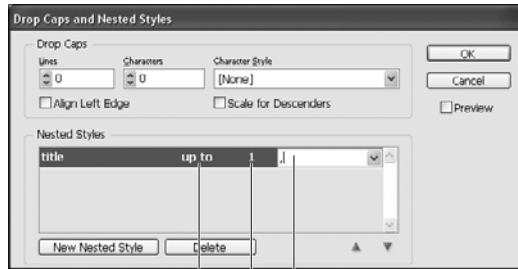 Drop Caps and Nested Styles
Drop Caps
Lines Characters Character Style
0 0 [None]
Align Left Edge Scale for Descenders
OK
Cancel
Preview
Nested Styles
title up to 1 ,
New Nested Style Delete